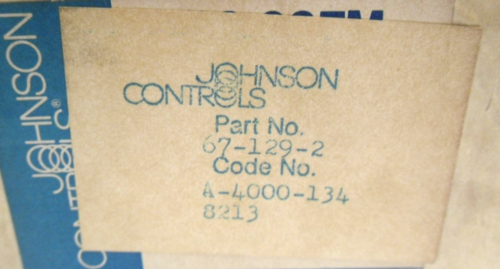 JOHNSON
CONTROLS
Part No.
67-129-2
Code No.
A-4000-134
8213
JOHNSON
CONTROLS®